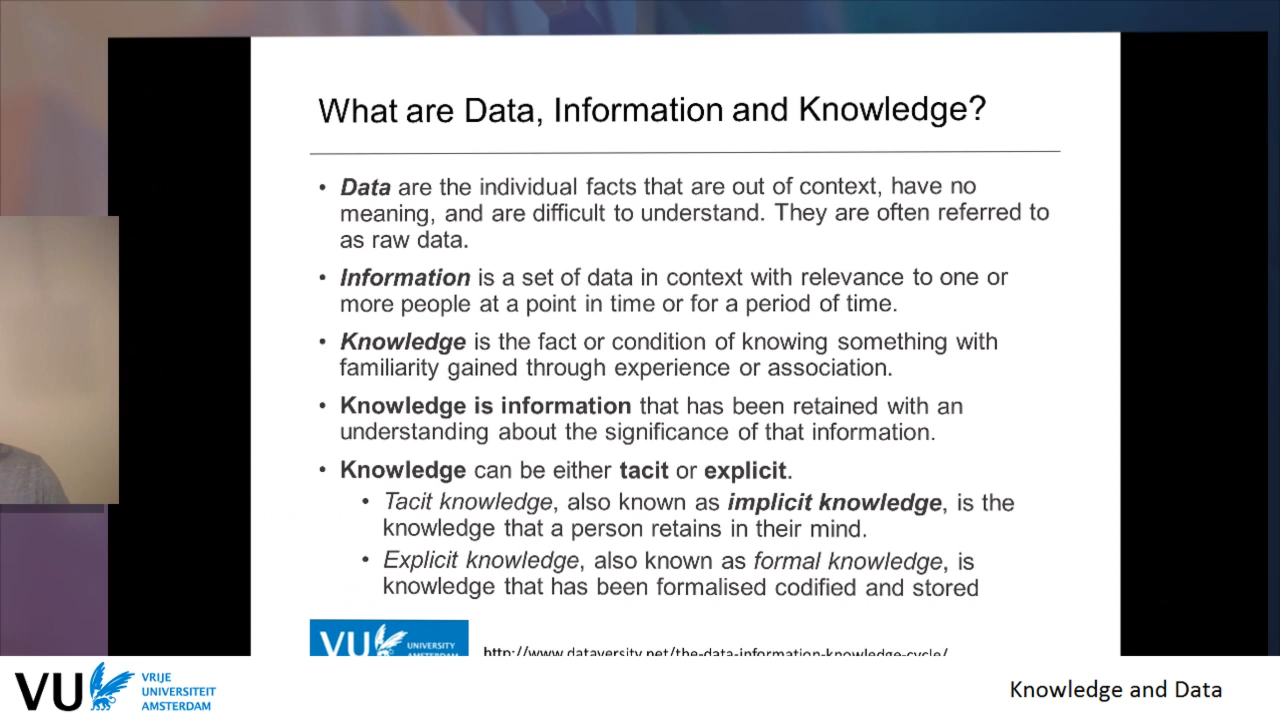 What are Data, Information and Knowledge?
• Data are the individual facts that are out of context, have no
meaning, and are difficult to understand. They are often referred to
as raw data.
• Information is a set of data in context with relevance to one or
more people at a point in time or for a period of time.
• Knowledge is the fact or condition of knowing something with
familiarity gained through experience or association.
• Knowledge is information that has been retained with an
understanding about the significance of that information.
• Knowledge can be either tacit or explicit.
• Tacit knowledge, also known as implicit knowledge, is the
knowledge that a person retains in their mind.
• Explicit knowledge, also known as formal knowledge, is
knowledge that has been formalised codified and stored
VU UNIVERSITY
AMSTERDAM
http://www.dataversity.net/the-data-information-knowledge-cycle/
VU VRIJE
UNIVERSITEIT
AMSTERDAM
Knowledge and Data